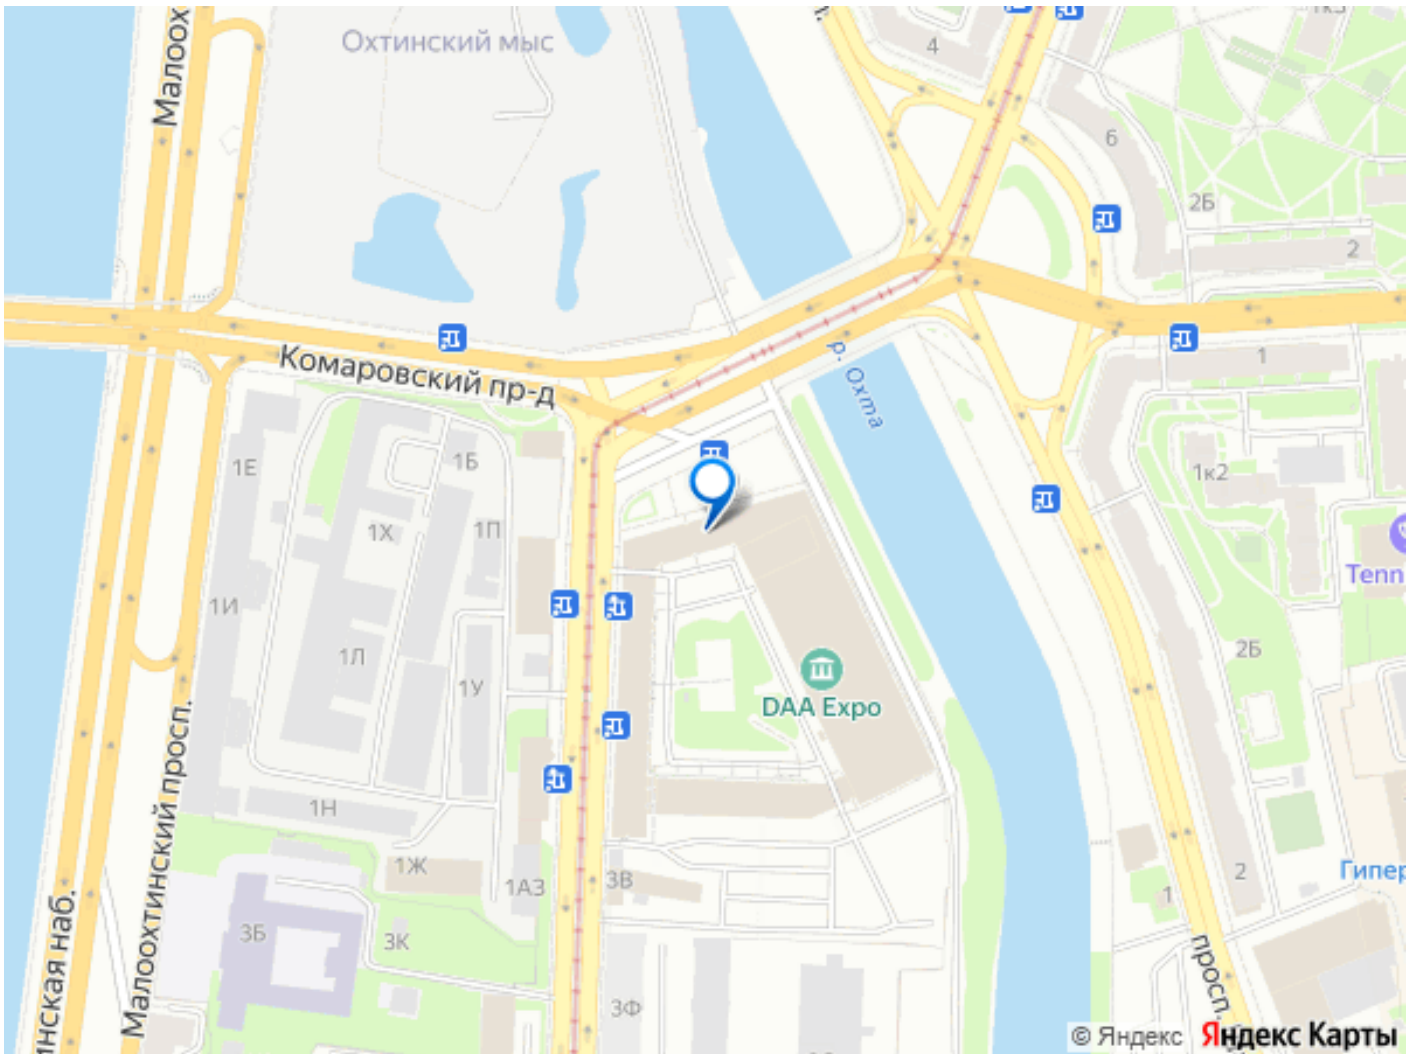 Охтинский мыс
Малоох
4
1к3
6
2Б
2
Комаровский пр-д
р. Охта
1
1Е
1Б
1к2
1Х
1П
Tenn
1И
1Л
2Б
1У
DAA Expo
Малоохтинский просп.
1Н
1Ж
1АЗ
3В
2
Гипер
1
3Б
3К
просп.
инская наб.
3Ф
© Яндекс Яндекс Карты